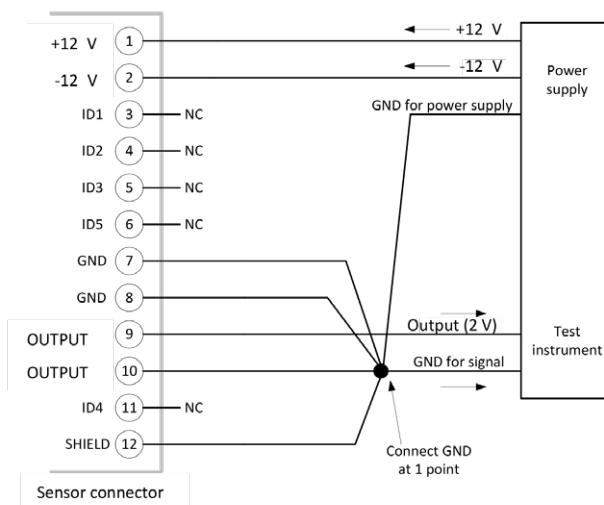 +12 V 1 +12 V
-12 V 2 -12 V
Power
supply
GND for power supply
ID1 3 NC
ID2 4 NC
ID3 5 NC
ID5 6 NC
GND 7
GND 8
OUTPUT 9 Output (2 V)
Test
instrument
OUTPUT 10 GND for signal
ID4 11 NC
SHIELD 12
Connect GND
at 1 point
Sensor connector